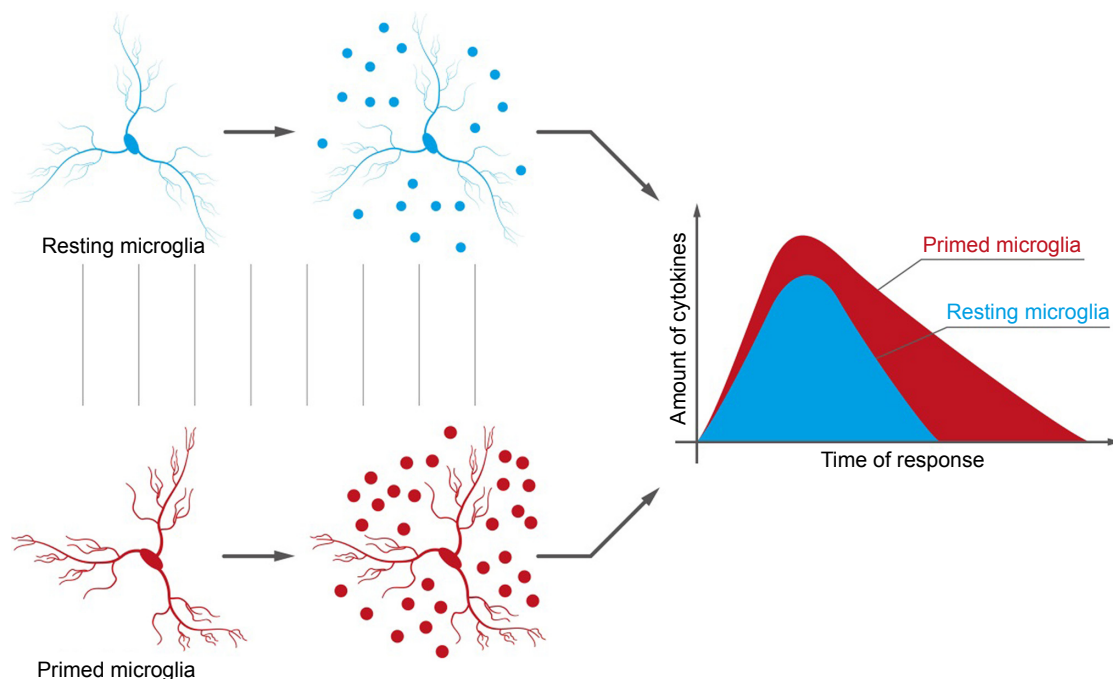 Resting microglia
Primed microglia
Amount of cytokines
Primed microglia
Resting microglia
Time of response